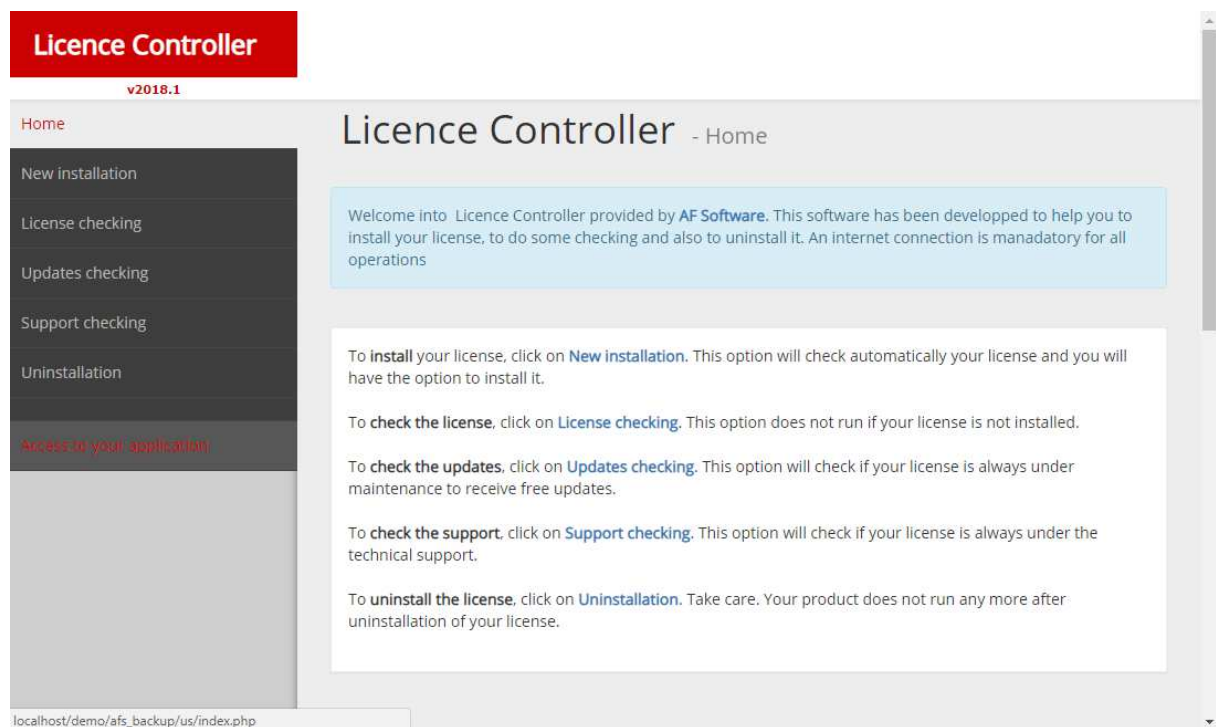 Licence Controller
v2018.1
Home
New installation
License checking
Updates checking
Support checking
Uninstallation
Access to your application
Licence Controller - Home
Welcome into Licence Controller provided by AF Software. This software has been developped to help you to
install your license, to do some checking and also to uninstall it. An internet connection is manadatory for all
operations
To install your license, click on New installation. This option will check automatically your license and you will
have the option to install it.
To check the license, click on License checking. This option does not run if your license is not installed.
To check the updates, click on Updates checking. This option will check if your license is always under
maintenance to receive free updates.
To check the support, click on Support checking. This option will check if your license is always under the
technical support.
To uninstall the license, click on Uninstallation. Take care. Your product does not run any more after
uninstallation of your license.
localhost/demo/afs_backup/us/index.php